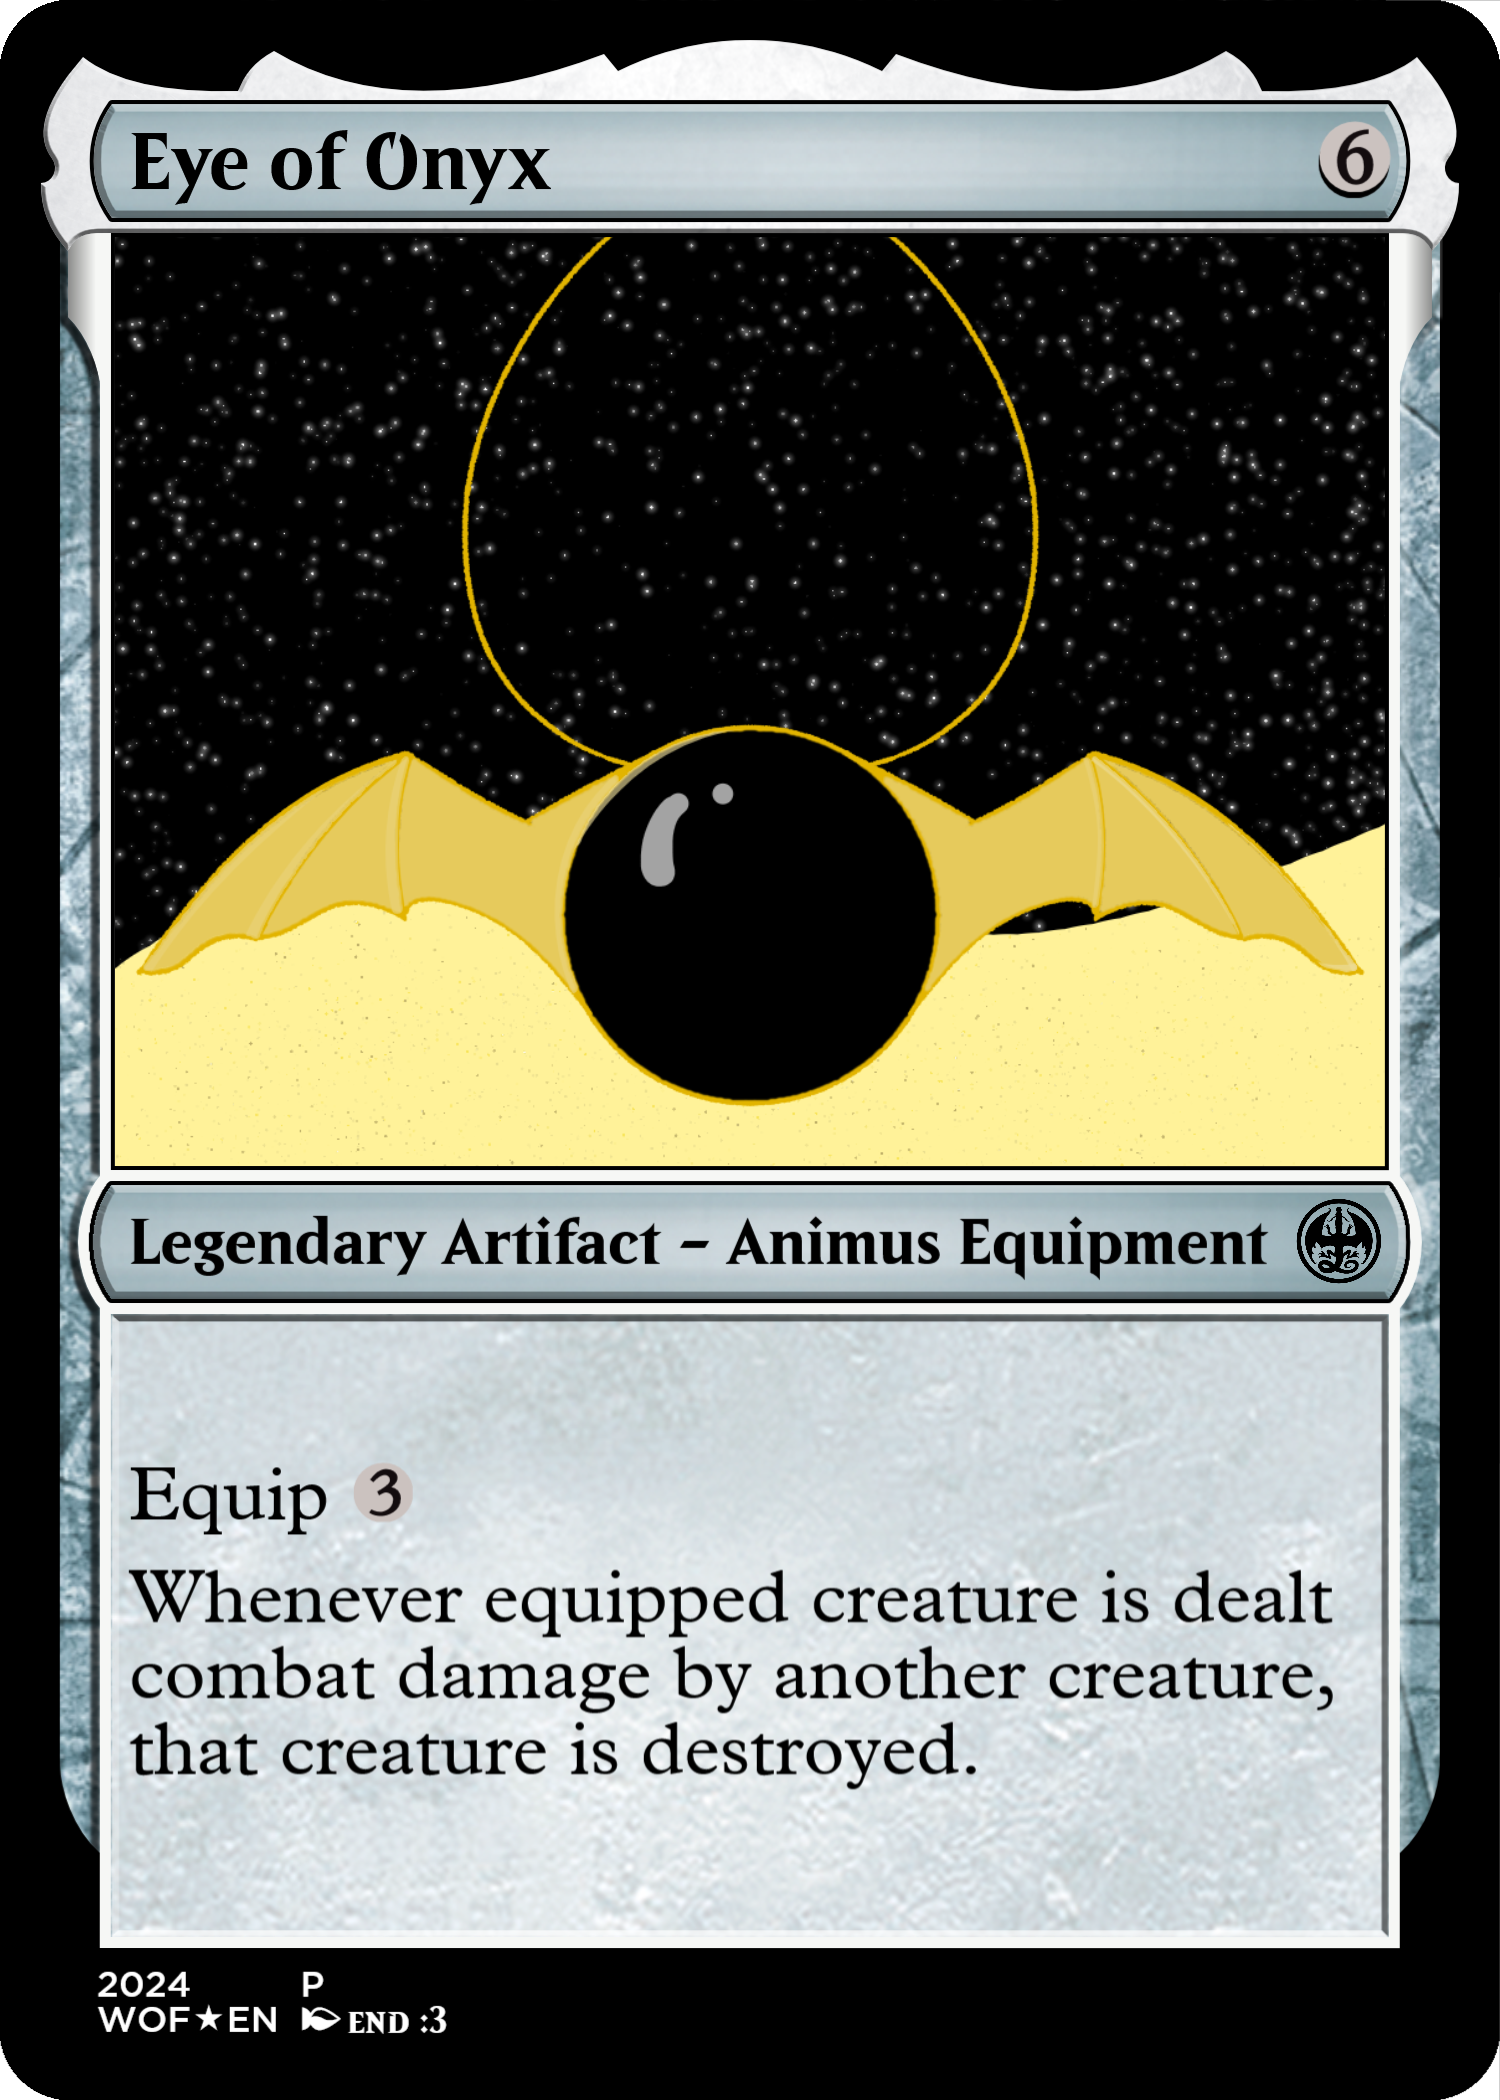 Eye of Onyx 6
Legendary Artifact – Animus Equipment
Equip 3
Whenever equipped creature is dealt
combat damage by another creature,
that creature is destroyed.
2024 P
WOF★EN END :3